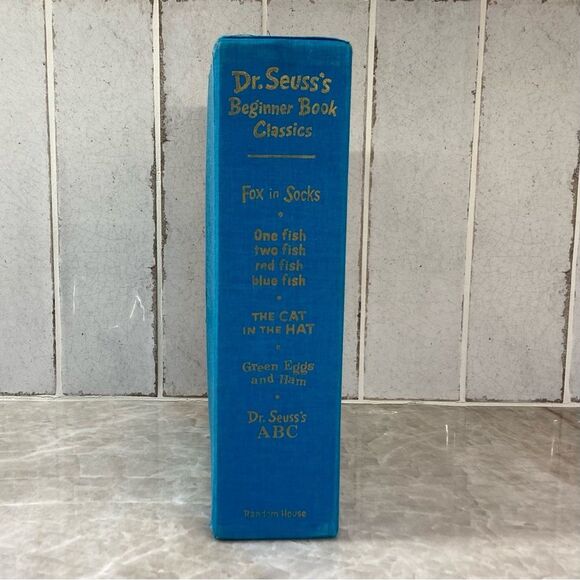 Dr. Seuss's
Beginner Book
Classics
Fox in Socks
One fish
two fish
red fish
blue fish
THE CAT
IN THE HAT
Green Eggs
and Ham
Dr. Seuss's
ABC
Random House